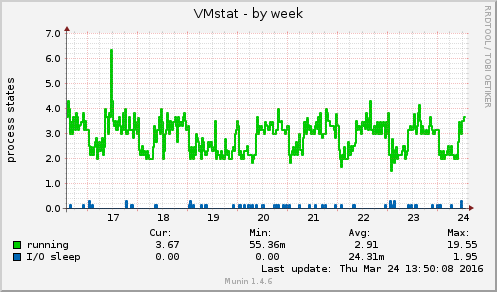 VMstat - by week
RRDTOOL / TOBI OETIKER
process states
7.0
6.0
5.0
4.0
3.0
2.0
1.0
0.0
17 18 19 20 21 22 23 24
Cur: Min: Avg: Max:
running 3.67 55.36m 2.91 19.55
I/O sleep 0.00 0.00 24.31m 1.95
Last update: Thu Mar 24 13:50:08 2016
Munin 1.4.6